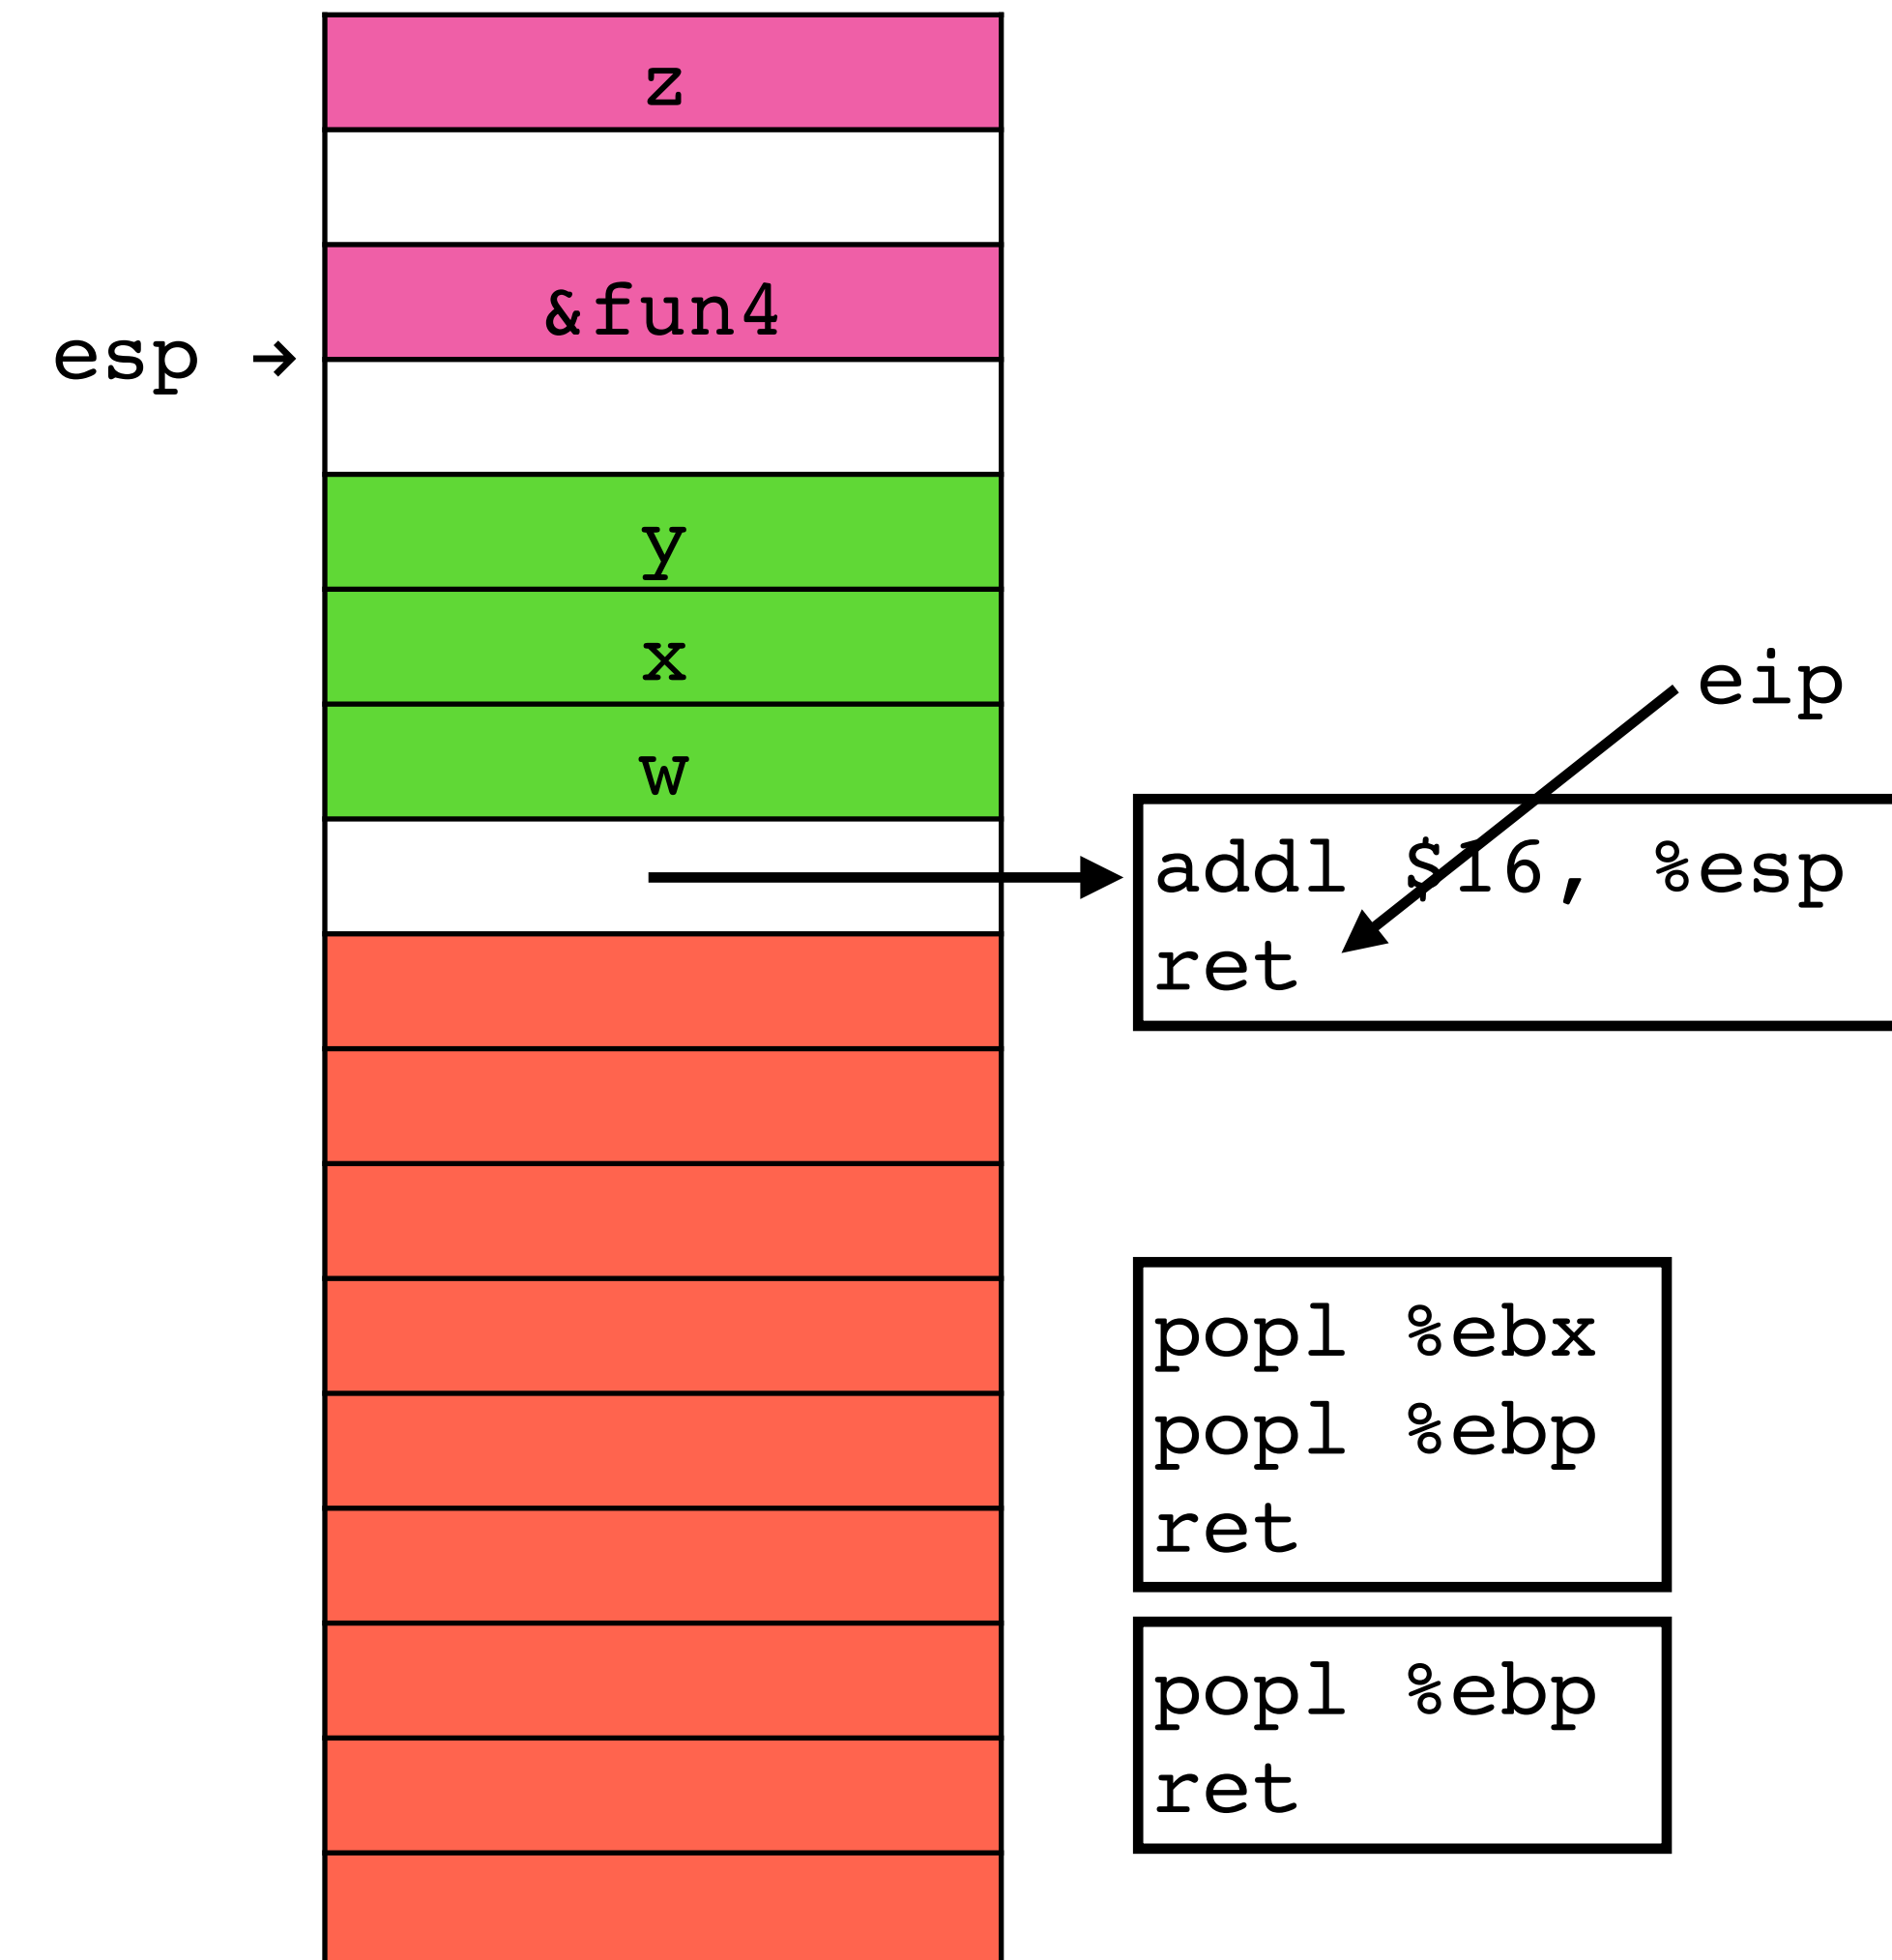 z
&fun4
esp →
y
x
w
eip
addl $16, %esp
ret
popl %ebx
popl %ebp
ret
popl %ebp
ret